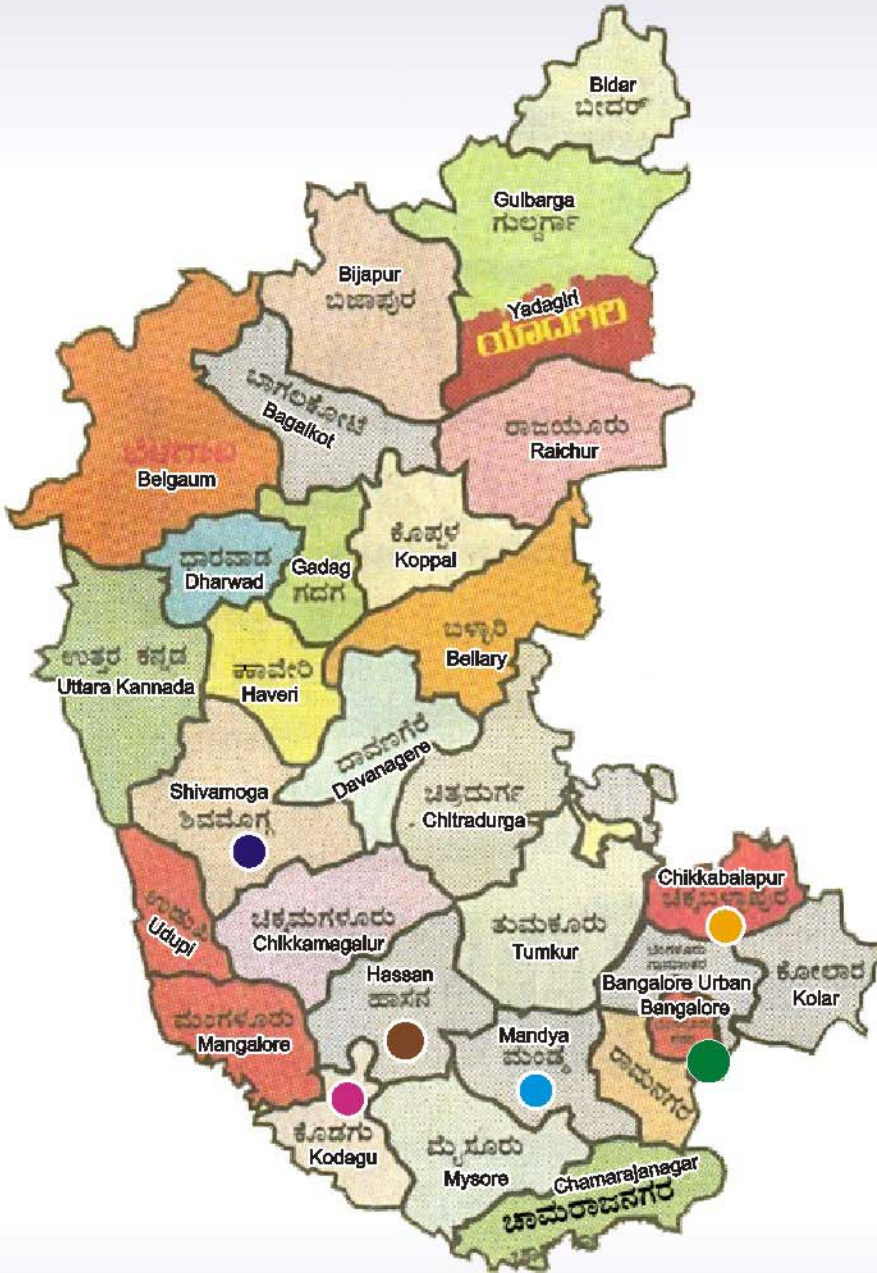 Bidar
ಬೀದರ್
Gulbarga
ಗುಲ್ಬರ್ಗಾ
Bijapur
ಬಿಜಾಪುರ
Yadagiri
ಯಾದಗಿರಿ
ಬಾಗಲಕೋಟೆ
Bagalkot
ರಾಜಯೂರು
Raichur
ಬೆಳಗಾವಿ
Belgaum
ಕೊಪ್ಪಳ
Koppal
ಧಾರವಾಡ
Dharwad
Gadag
ಗದಗ
ಬಳ್ಳಾರಿ
Bellary
ಉತ್ತರ ಕನ್ನಡ
Uttara Kannada
ಹಾವೇರಿ
Haveri
ದಾವಣಗೆರೆ
Davanagere
Shivamoga
ಶಿವಮೊಗ್ಗ
ಚಿತ್ರದುರ್ಗ
Chitradurga
Chikkabalapur
ಚಿಕ್ಕಬಳ್ಳಾಪುರ
ಉಡುಪಿ
Udupi
ಚಿಕ್ಕಮಗಳೂರು
Chikkamagalur
ತುಮಕೂರು
Tumkur
Hassan
ಹಾಸನ
Bangalore Urban
Bangalore
ಕೋಲಾರ
Kolar
ಮಂಗಳೂರು
Mangalore
Mandya
ಮಂಡ್ಯ
ರಾಮನಗರ
ಕೊಡಗು
Kodagu
ಮೈಸೂರು
Mysore
Chamarajanagar
ಚಾಮರಾಜನಗರ